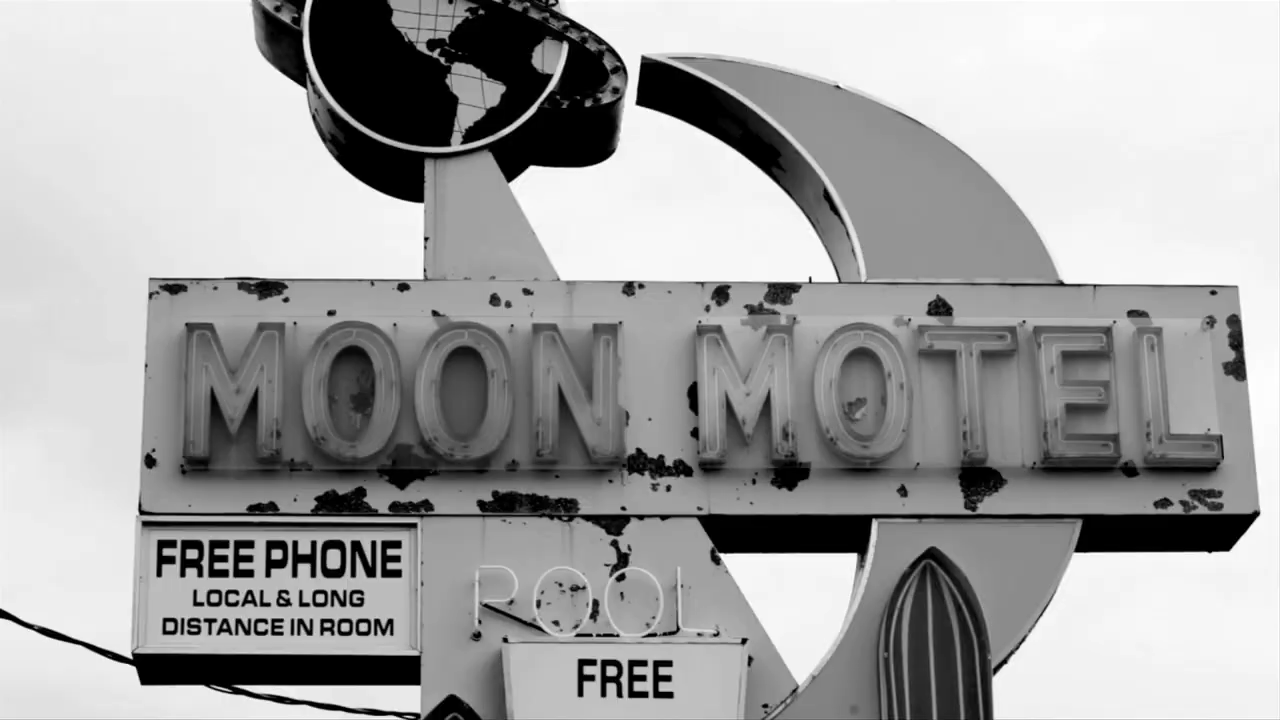 MOON MOTEL
FREE PHONE
LOCAL & LONG
DISTANCE IN ROOM
POOL
FREE